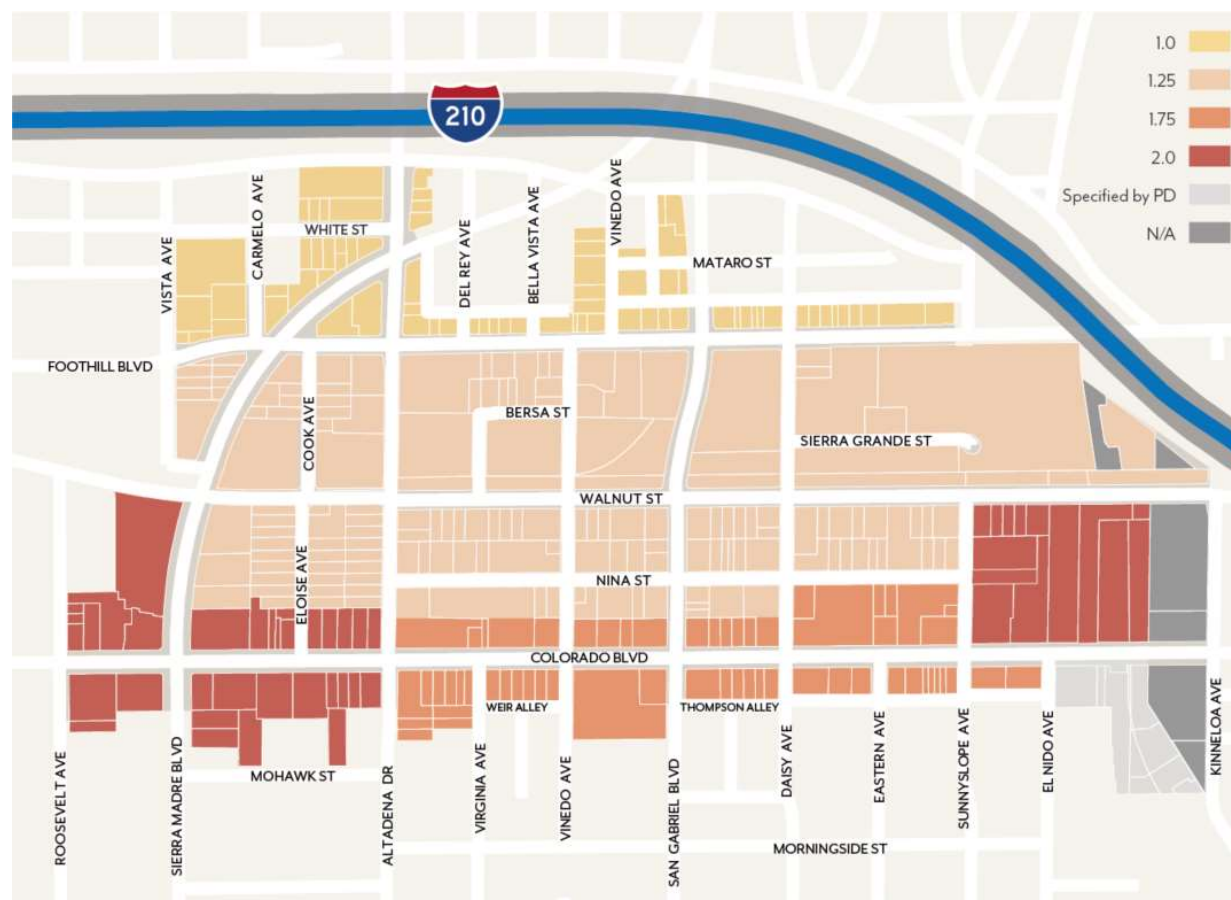 1.0
1.25
1.75
2.0
Specified by PD
N/A
210
WHITE ST
VISTA AVE
CARMELO AVE
DEL REY AVE
BELLA VISTA AVE
VINEDO AVE
MATARO ST
FOOTHILL BLVD
COOK AVE
BERSA ST
SIERRA GRANDE ST
WALNUT ST
ELOISE AVE
NINA ST
COLORADO BLVD
WEIR ALLEY
THOMPSON ALLEY
MOHAWK ST
ROOSEVELT AVE
SIERRA MADRE BLVD
ALTADENA DR
VIRGINIA AVE
VINEDO AVE
SAN GABRIEL BLVD
DAISY AVE
EASTERN AVE
SUNNYSLOPE AVE
EL NIDO AVE
KINNELOA AVE
MORNINGSIDE ST